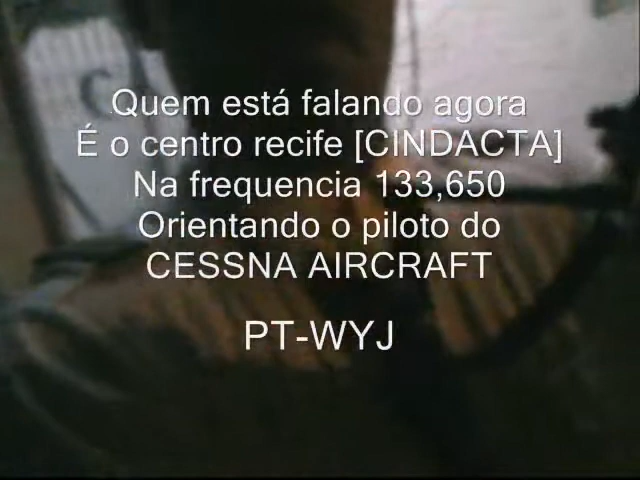 Quem está falando agora
É o centro recife [CINDACTA]
Na frequencia 133,650
Orientando o piloto do
CESSNA AIRCRAFT
PT-WYJ